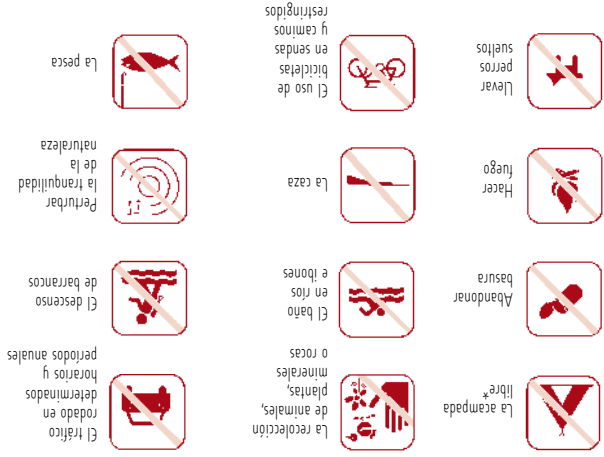 La acampada
libre*
La recolección
de animales,
plantas,
minerales
o rocas
El tráfico
rodado en
determinados
horarios y
períodos anuales
Abandonar
basura
El baño
en ríos
e ibones
El descenso
de barrancos
Hacer
fuego
La caza
Perturbar
la tranquilidad
de la
naturaleza
Llevar
perros
sueltos
El uso de
bicicletas
en sendas
y caminos
restringidos
La pesca